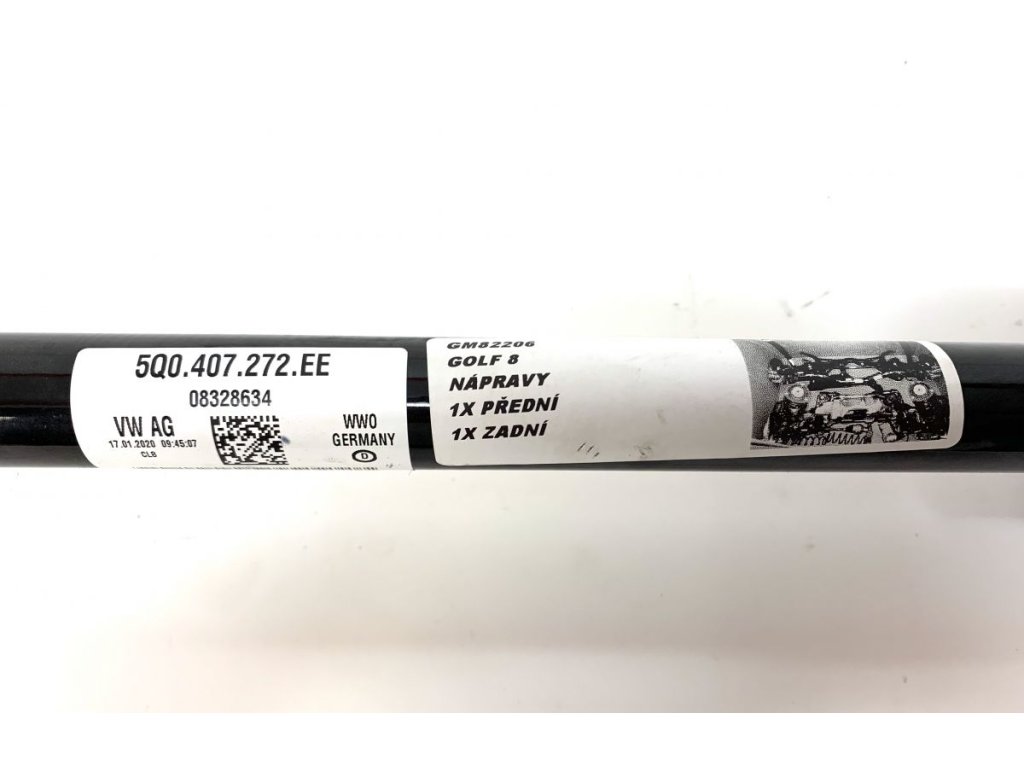 5Q0.407.272.EE
08328634
VW AG
17.01.2020 09:45:07
CLB
WWO
GERMANY
D
GM82206
GOLF 8
NÁPRAVY
1X PŘEDNÍ
1X ZADNÍ